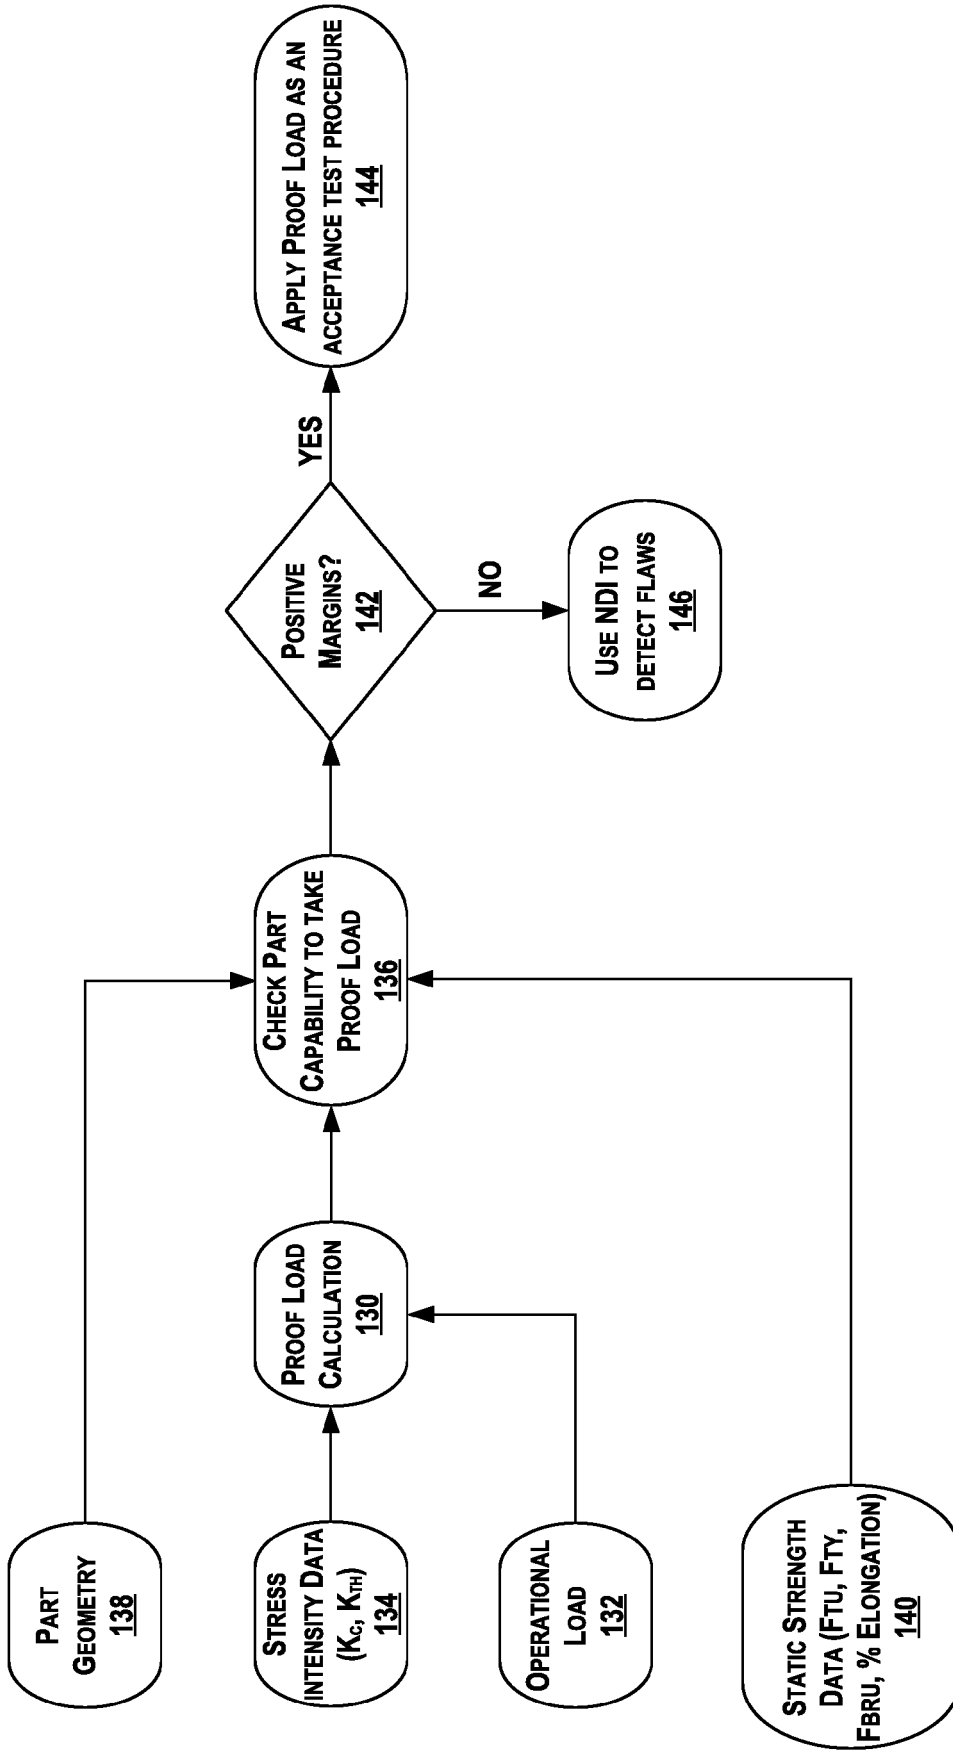 PART
GEOMETRY
138
STRESS
INTENSITY DATA
(KC, KTH)
134
OPERATIONAL
LOAD
132
STATIC STRENGTH
DATA (FTU, FTY,
FBRU, % ELONGATION)
140
PROOF LOAD
CALCULATION
130
CHECK PART
CAPABILITY TO TAKE
PROOF LOAD
136
POSITIVE
MARGINS?
142
YES
NO
APPLY PROOF LOAD AS AN
ACCEPTANCE TEST PROCEDURE
144
USE NDI TO
DETECT FLAWS
146